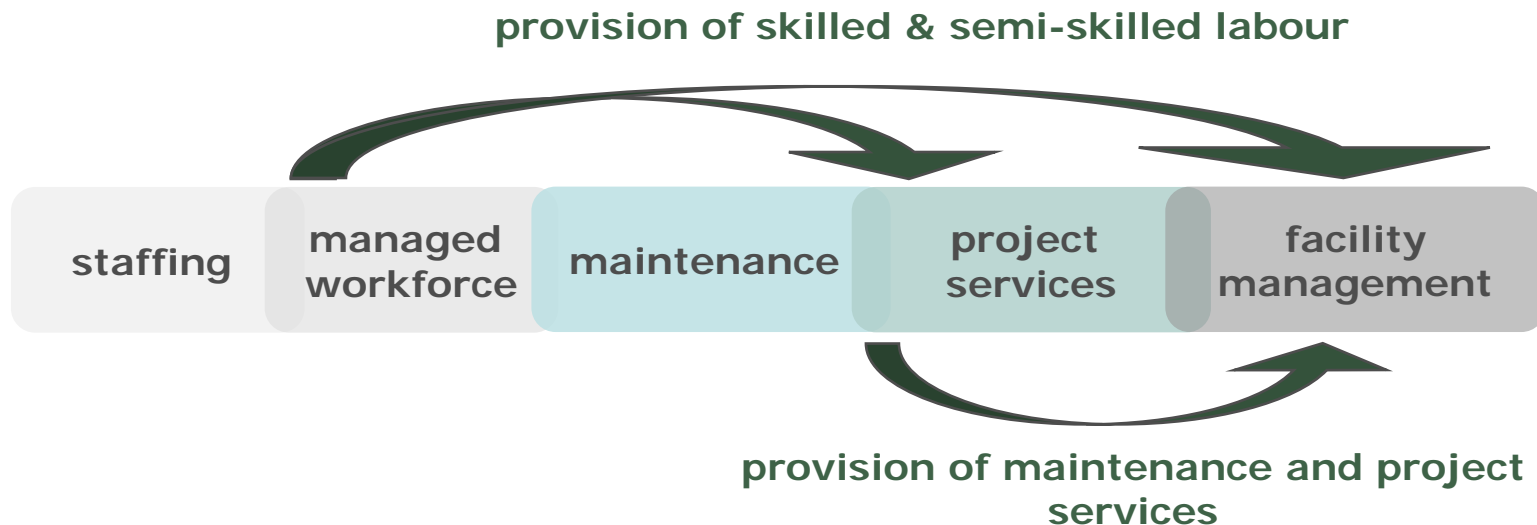 provision of skilled & semi-skilled labour
staffing
managed
workforce
maintenance
project
services
facility
management
provision of maintenance and project
services